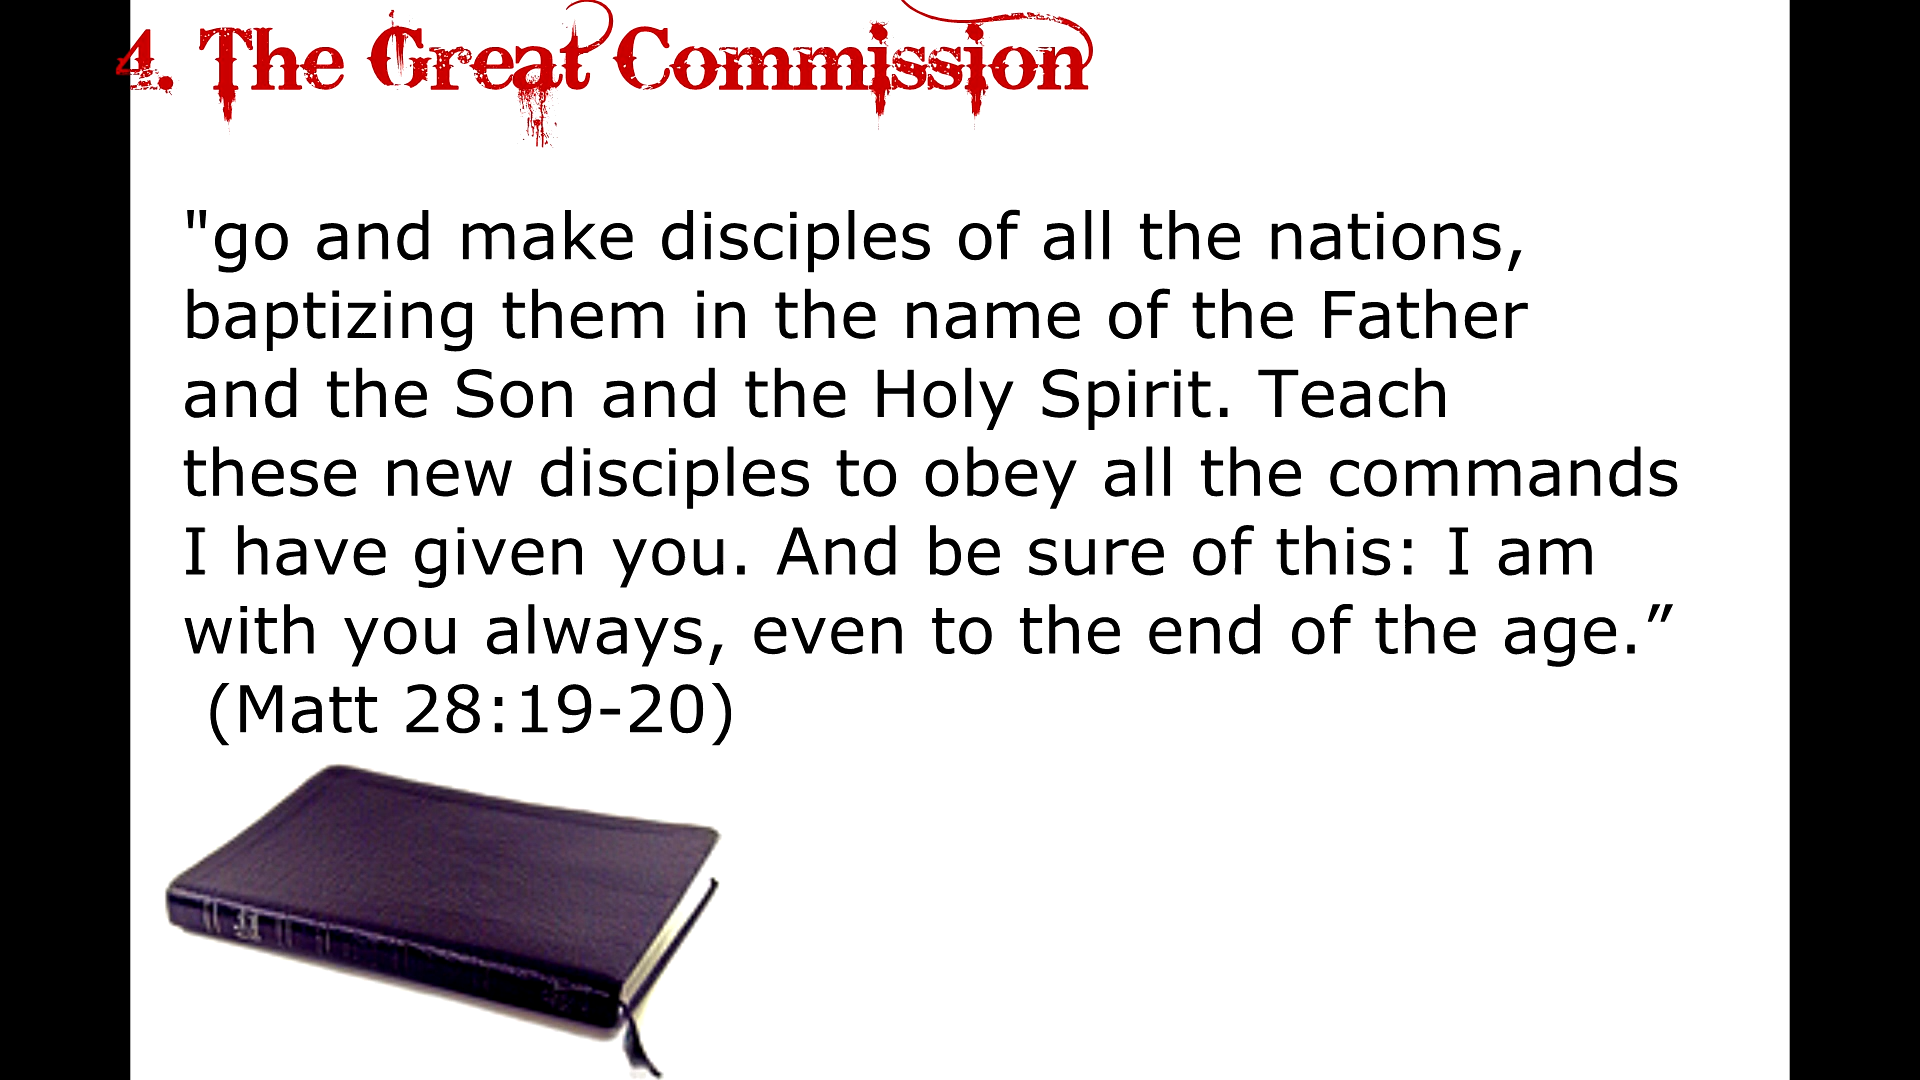 4. The Great Commission
"go and make disciples of all the nations,
baptizing them in the name of the Father
and the Son and the Holy Spirit. Teach
these new disciples to obey all the commands
I have given you. And be sure of this: I am
with you always, even to the end of the age.”
(Matt 28:19-20)